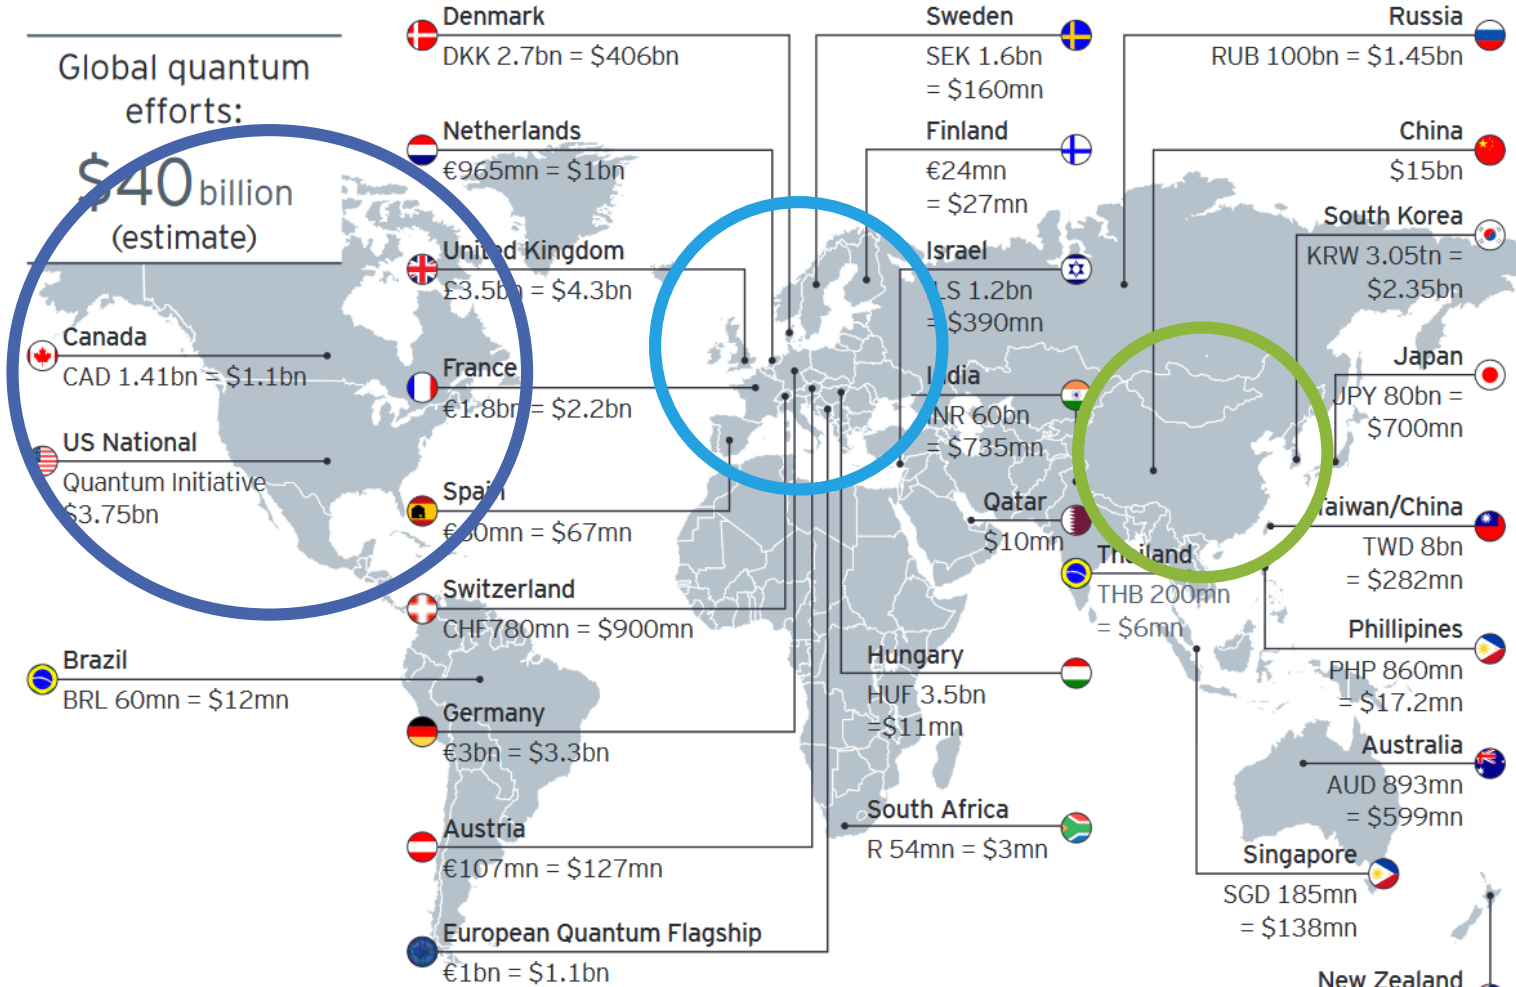 Global quantum
efforts:
$40 billion
(estimate)
Canada
CAD 1.41bn = $1.1bn
US National
Quantum Initiative
$3.75bn
Brazil
BRL 60mn = $12mn
Denmark
DKK 2.7bn = $406bn
Netherlands
€965mn = $1bn
United Kingdom
£3.5bn = $4.3bn
France
€1.8bn = $2.2bn
Spain
€60mn = $67mn
Switzerland
CHF780mn = $900mn
Germany
€3bn = $3.3bn
Austria
€107mn = $127mn
European Quantum Flagship
€1bn = $1.1bn
Sweden
SEK 1.6bn
= $160mn
Finland
€24mn
= $27mn
Israel
ILS 1.2bn
= $390mn
India
INR 60bn
= $735mn
Qatar
$10mn
Thailand
THB 200mn
= $6mn
Hungary
HUF 3.5bn
=$11mn
South Africa
R 54mn = $3mn
Russia
RUB 100bn = $1.45bn
China
$15bn
South Korea
KRW 3.05tn =
$2.35bn
Japan
JPY 80bn =
$700mn
Taiwan/China
TWD 8bn
= $282mn
Phillipines
PHP 860mn
= $17.2mn
Australia
AUD 893mn
= $599mn
Singapore
SGD 185mn
= $138mn
New Zealand